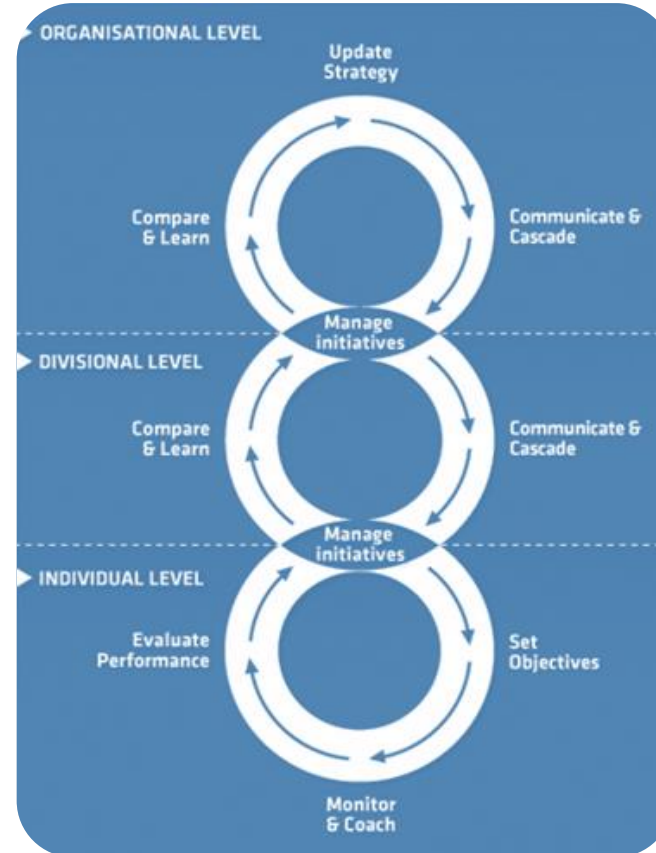 ORGANISATIONAL LEVEL
Update
Strategy
Compare
& Learn
Communicate &
Cascade
Manage
initiatives
DIVISIONAL LEVEL
Compare
& Learn
Communicate &
Cascade
Manage
initiatives
INDIVIDUAL LEVEL
Evaluate
Performance
Set
Objectives
Monitor
& Coach